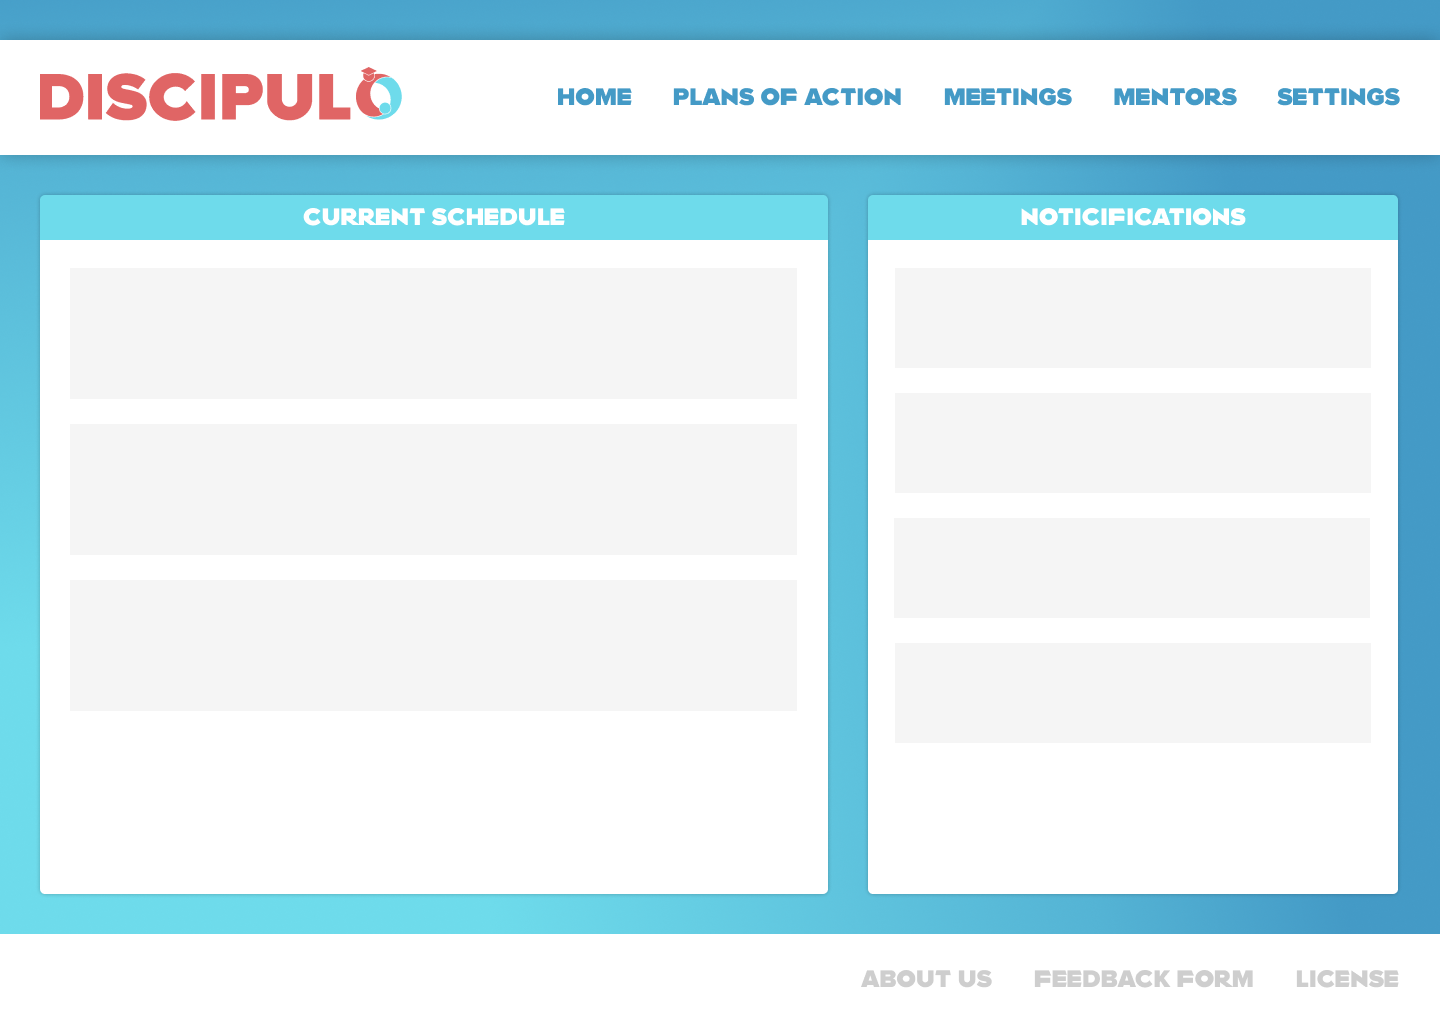 DISCIPULO
HOME PLANS OF ACTION MEETINGS MENTORS SETTINGS
CURRENT SCHEDULE
NOTICIFICATIONS
ABOUT US FEEDBACK FORM LICENSE